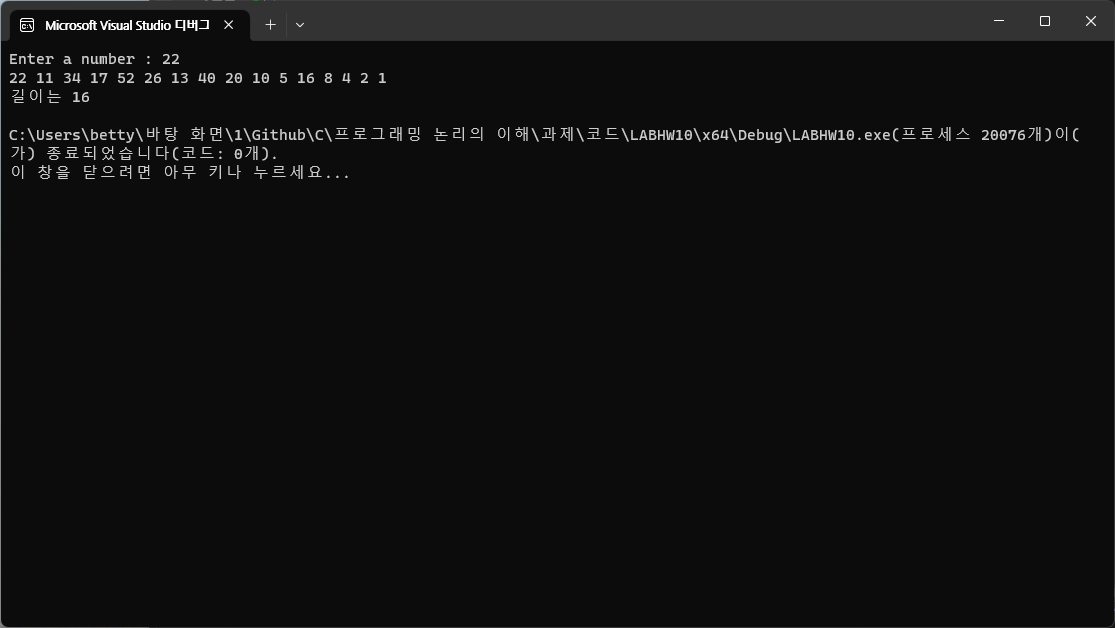 Microsoft Visual Studio 디버그
Enter a number : 22
22 11 34 17 52 26 13 40 20 10 5 16 8 4 2 1
길이는 16
C:\Users\betty\바탕 화면\1\Github\C\프로그래밍 논리의 이해\과제\코드\LABHW10\x64\Debug\LABHW10.exe(프로세스 20076개)이(
가) 종료되었습니다(코드: 0개).
이 창을 닫으려면 아무 키나 누르세요...